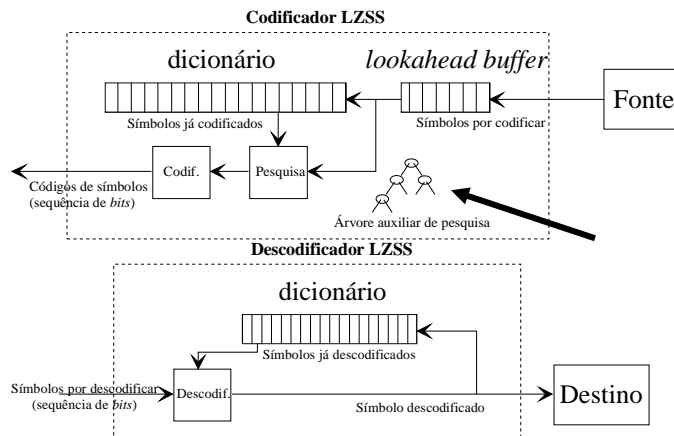 Codificador LZSS
dicionário
lookahead buffer
Fonte
Símbolos já codificados
Símbolos por codificar
Codif.
Pesquisa
Códigos de símbolos
(sequência de bits)
Árvore auxiliar de pesquisa
Descodificador LZSS
dicionário
Símbolos já descodificados
Símbolos por descodificar
(sequência de bits)
Descodif.
Símbolo descodificado
Destino